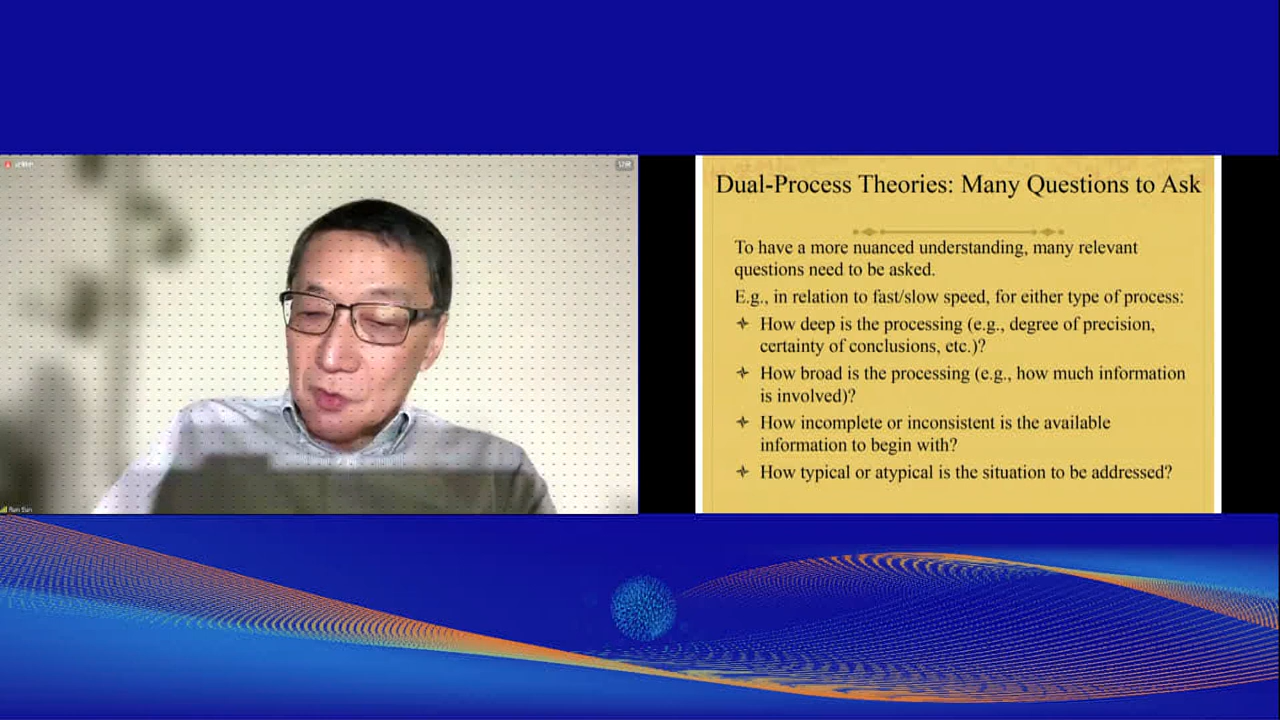 Dual-Process Theories: Many Questions to Ask
To have a more nuanced understanding, many relevant
questions need to be asked.
E.g., in relation to fast/slow speed, for either type of process:
How deep is the processing (e.g., degree of precision,
certainty of conclusions, etc.)?
How broad is the processing (e.g., how much information
is involved)?
How incomplete or inconsistent is the available
information to begin with?
How typical or atypical is the situation to be addressed?
Ron Sun